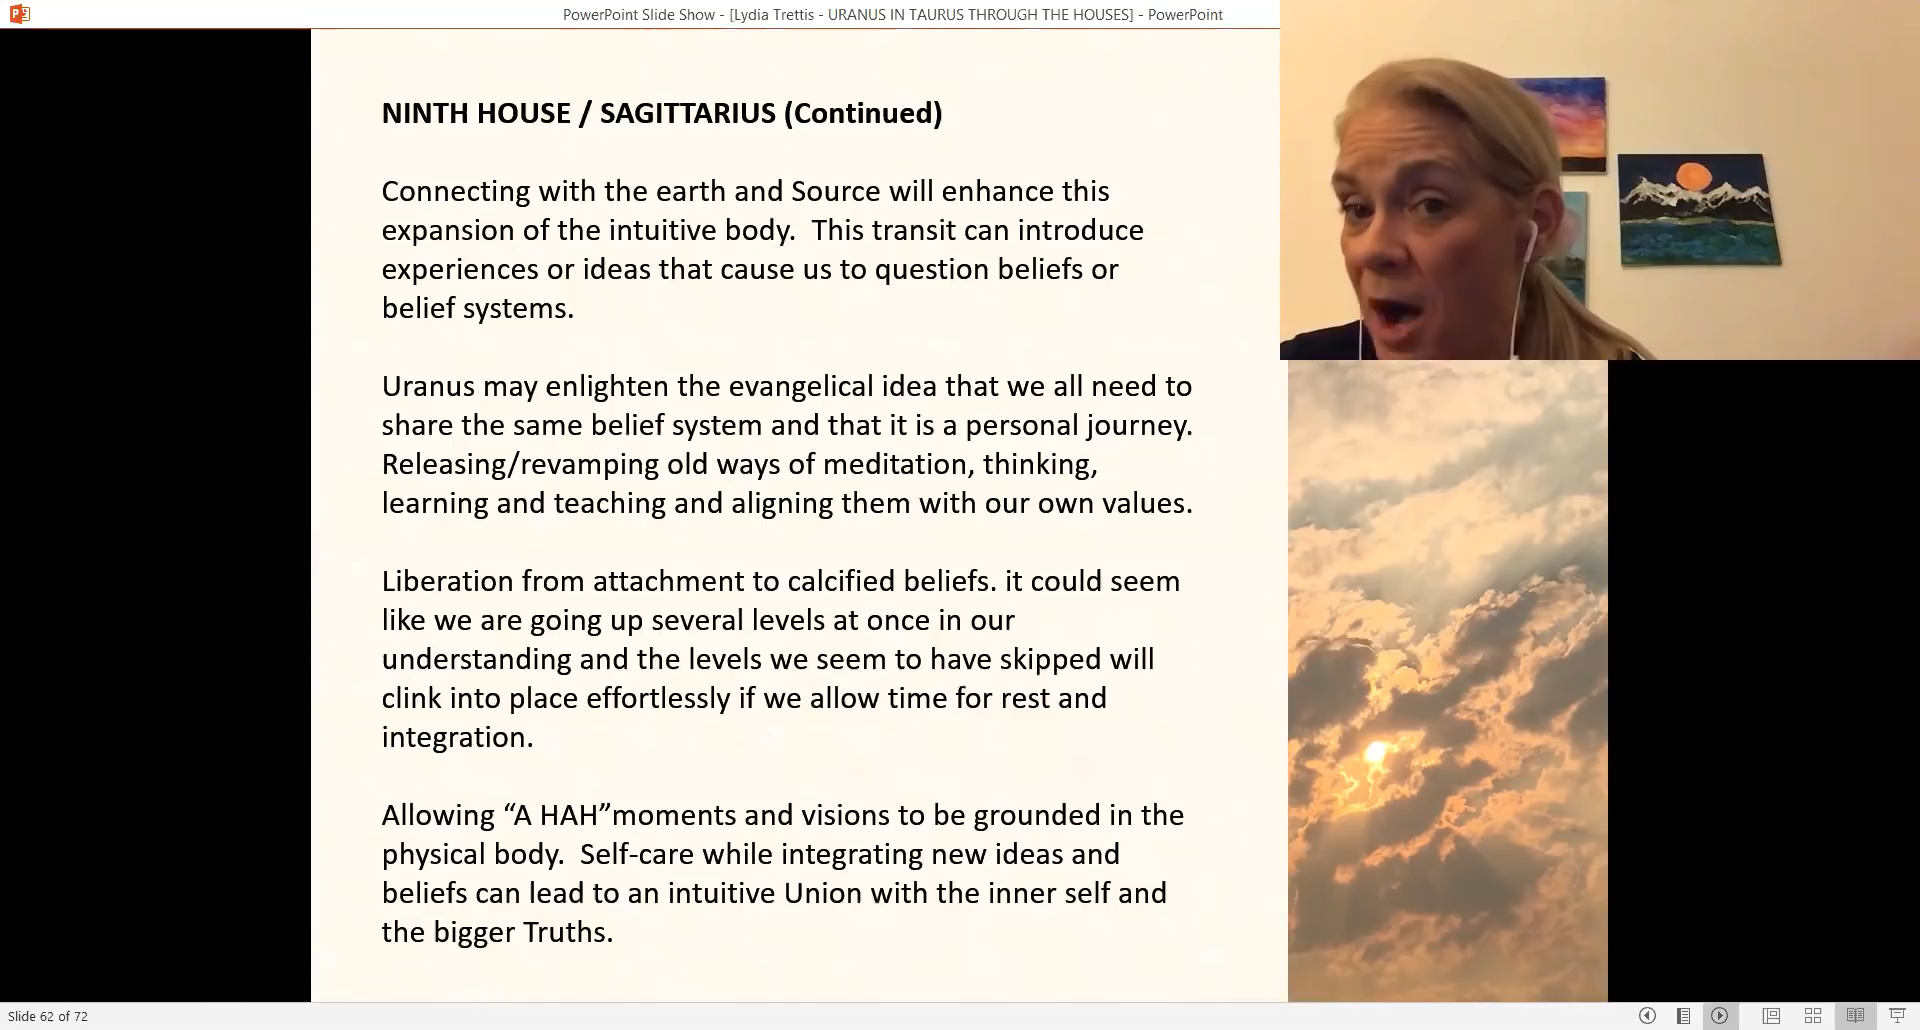 PowerPoint Slide Show - [Lydia Trettis - URANUS IN TAURUS THROUGH THE HOUSES] - PowerPoint
NINTH HOUSE / SAGITTARIUS (Continued)
Connecting with the earth and Source will enhance this
expansion of the intuitive body.  This transit can introduce
experiences or ideas that cause us to question beliefs or
belief systems.
Uranus may enlighten the evangelical idea that we all need to
share the same belief system and that it is a personal journey.
Releasing/revamping old ways of meditation, thinking,
learning and teaching and aligning them with our own values.
Liberation from attachment to calcified beliefs. it could seem
like we are going up several levels at once in our
understanding and the levels we seem to have skipped will
clink into place effortlessly if we allow time for rest and
integration.
Allowing “A HAH”moments and visions to be grounded in the
physical body.  Self-care while integrating new ideas and
beliefs can lead to an intuitive Union with the inner self and
the bigger Truths.
Slide 62 of 72